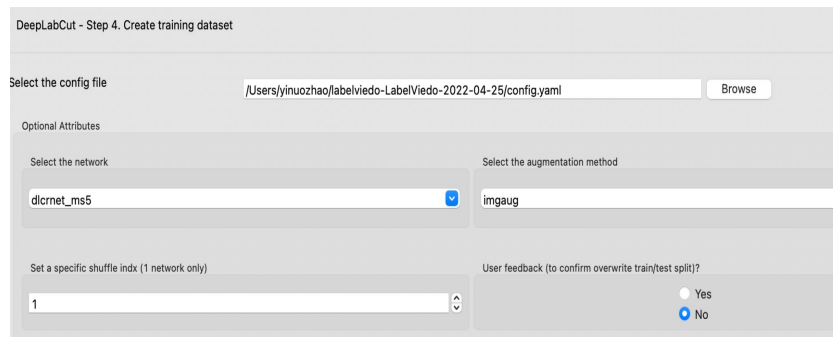 DeepLabCut - Step 4. Create training dataset
Select the config file
/Users/yinuozhao/labelviedo-LabelViedo-2022-04-25/config.yaml
Browse
Optional Attributes
Select the network
Select the augmentation method
dlcrnet_ms5
imgaug
Set a specific shuffle indx (1 network only)
User feedback (to confirm overwrite train/test split)?
1
Yes
No